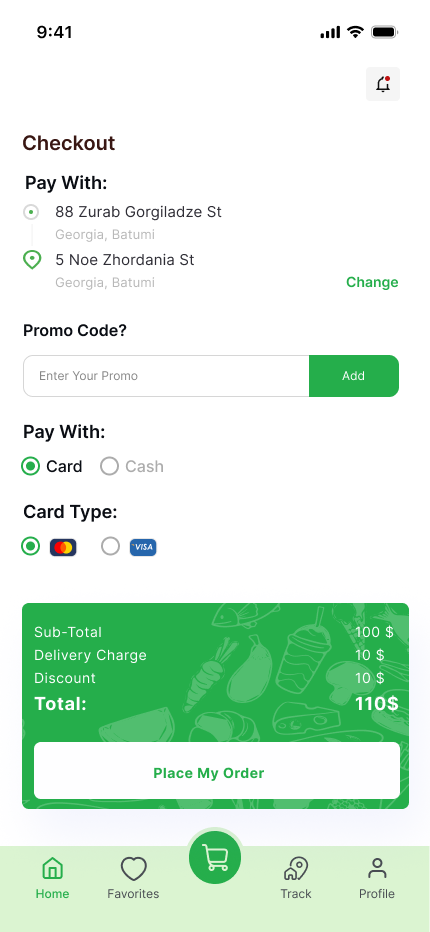 9:41
Checkout
Pay With:
88 Zurab Gorgiladze St
Georgia, Batumi
5 Noe Zhordania St
Georgia, Batumi
Change
Promo Code?
Enter Your Promo
Add
Pay With:
Card Cash
Card Type:
VISA
Sub-Total 100 $
Delivery Charge 10 $
Discount 10 $
Total: 110$
Place My Order
Home Favorites Track Profile